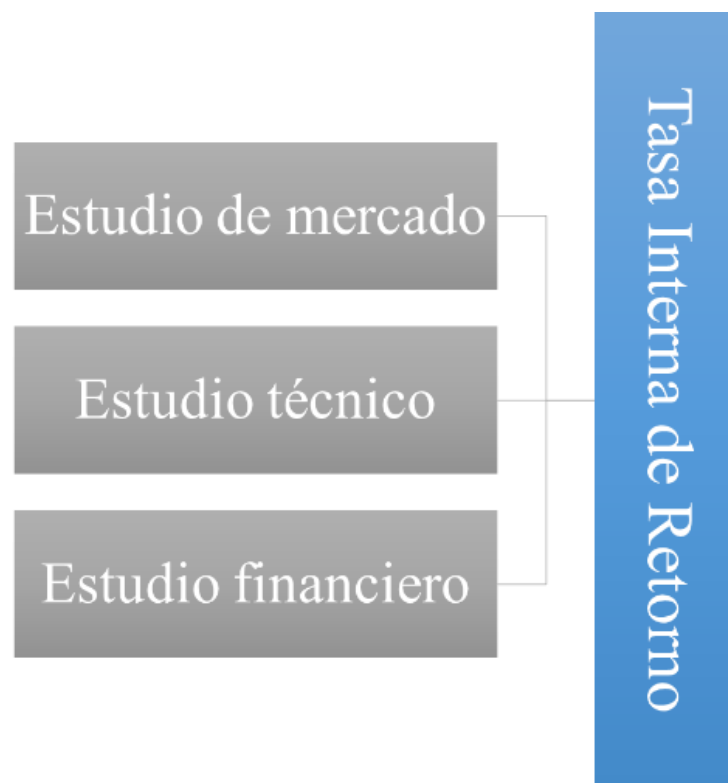 Estudio de mercado
Estudio técnico
Estudio financiero
Tasa Interna de Retorno